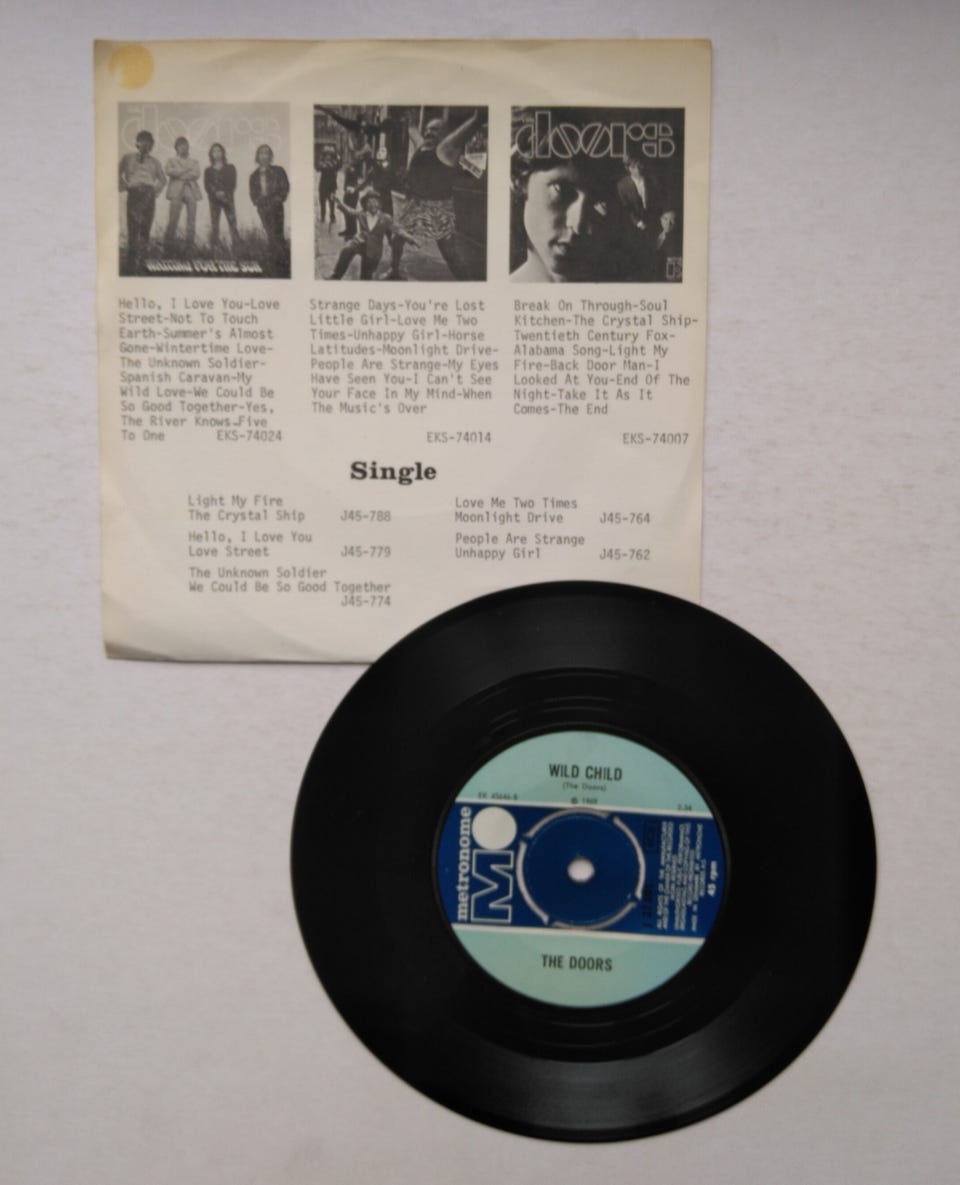 THE
doors
WAITING FOR THE SUN
THE
doors
Hello, I Love You-Love
Street-Not To Touch
Earth-Summer's Almost
Gone-Wintertime Love-
The Unknown Soldier-
Spanish Caravan-My
Wild Love-We Could Be
So Good Together-Yes,
The River Knows-Five
To One EKS-74024
Strange Days-You're Lost
Little Girl-Love Me Two
Times-Unhappy Girl-Horse
Latitudes-Moonlight Drive-
People Are Strange-My Eyes
Have Seen You-I Can't See
Your Face In My Mind-When
The Music's Over
EKS-74014
Break On Through-Soul
Kitchen-The Crystal Ship-
Twentieth Century Fox-
Alabama Song-Light My
Fire-Back Door Man-I
Looked At You-End Of The
Night-Take It As It
Comes-The End
EKS-74007
Single
Light My Fire
The Crystal Ship J45-788
Hello, I Love You
Love Street J45-779
The Unknown Soldier
We Could Be So Good Together
J45-774
Love Me Two Times
Moonlight Drive J45-764
People Are Strange
Unhappy Girl J45-762
WILD CHILD
(The Doors)
EK 45646-B
℗ 1969
2.36
metronome
M
45 rpm
THE DOORS